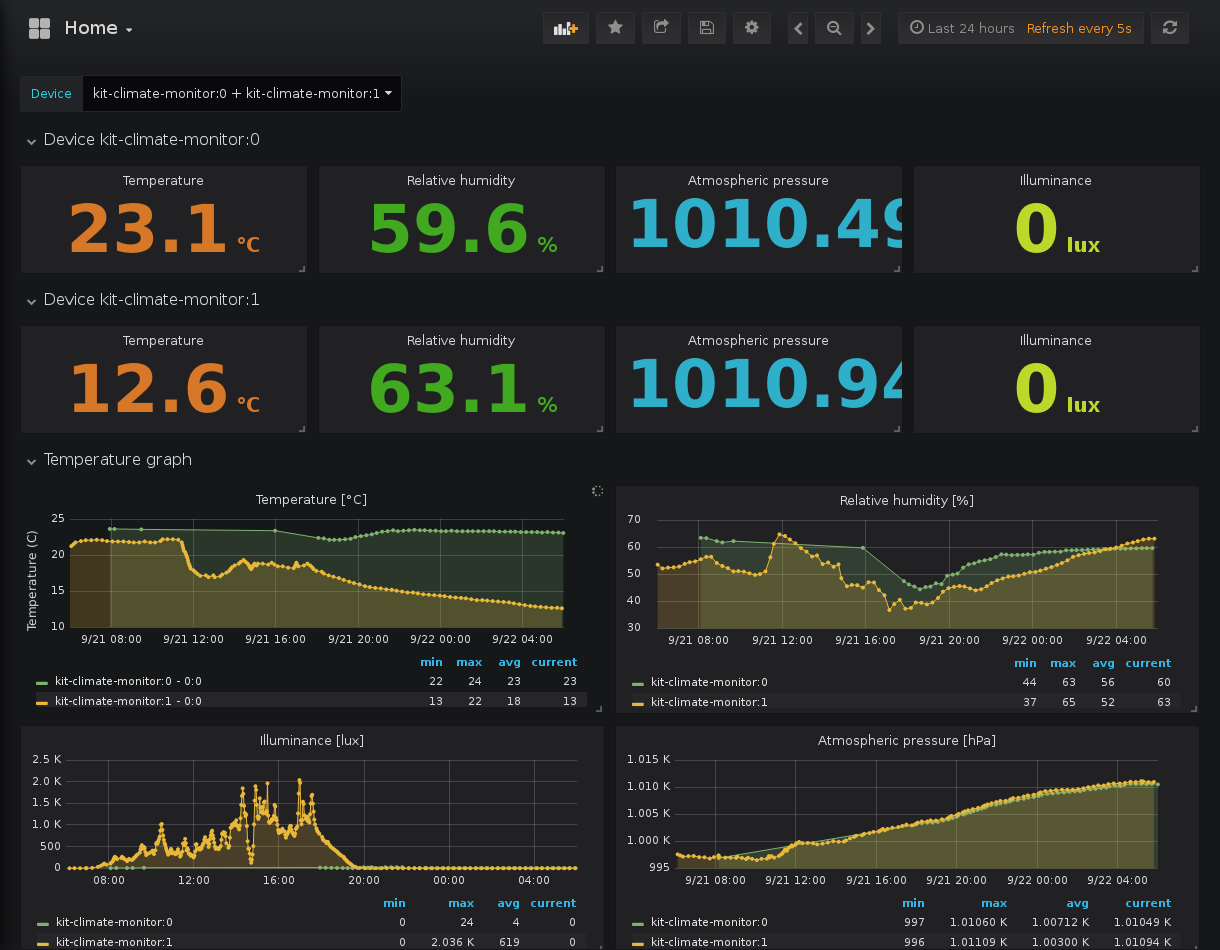 Home
Last 24 hours Refresh every 5s
Device kit-climate-monitor:0 + kit-climate-monitor:1
Device kit-climate-monitor:0
Temperature Relative humidity Atmospheric pressure Illuminance
23.1 °C 59.6 % 1010.49 0 lux
Device kit-climate-monitor:1
Temperature Relative humidity Atmospheric pressure Illuminance
12.6 °C 63.1 % 1010.94 0 lux
Temperature graph
Temperature [°C]
Temperature (C)
25
20
15
10
9/21 08:00 9/21 12:00 9/21 16:00 9/21 20:00 9/22 00:00 9/22 04:00
min max avg current
kit-climate-monitor:0 - 0:0 22 24 23 23
kit-climate-monitor:1 - 0:0 13 22 18 13
Relative humidity [%]
70
60
50
40
30
9/21 08:00 9/21 12:00 9/21 16:00 9/21 20:00 9/22 00:00 9/22 04:00
min max avg current
kit-climate-monitor:0 44 63 56 60
kit-climate-monitor:1 37 65 52 63
Illuminance [lux]
2.5 K
2.0 K
1.5 K
1.0 K
500
0
08:00 12:00 16:00 20:00 00:00 04:00
min max avg current
kit-climate-monitor:0 0 24 4 0
kit-climate-monitor:1 0 2.036 K 619 0
Atmospheric pressure [hPa]
1.015 K
1.010 K
1.005 K
1.000 K
995
9/21 08:00 9/21 12:00 9/21 16:00 9/21 20:00 9/22 00:00 9/22 04:00
min max avg current
kit-climate-monitor:0 997 1.01060 K 1.00712 K 1.01049 K
kit-climate-monitor:1 996 1.01109 K 1.00300 K 1.01094 K